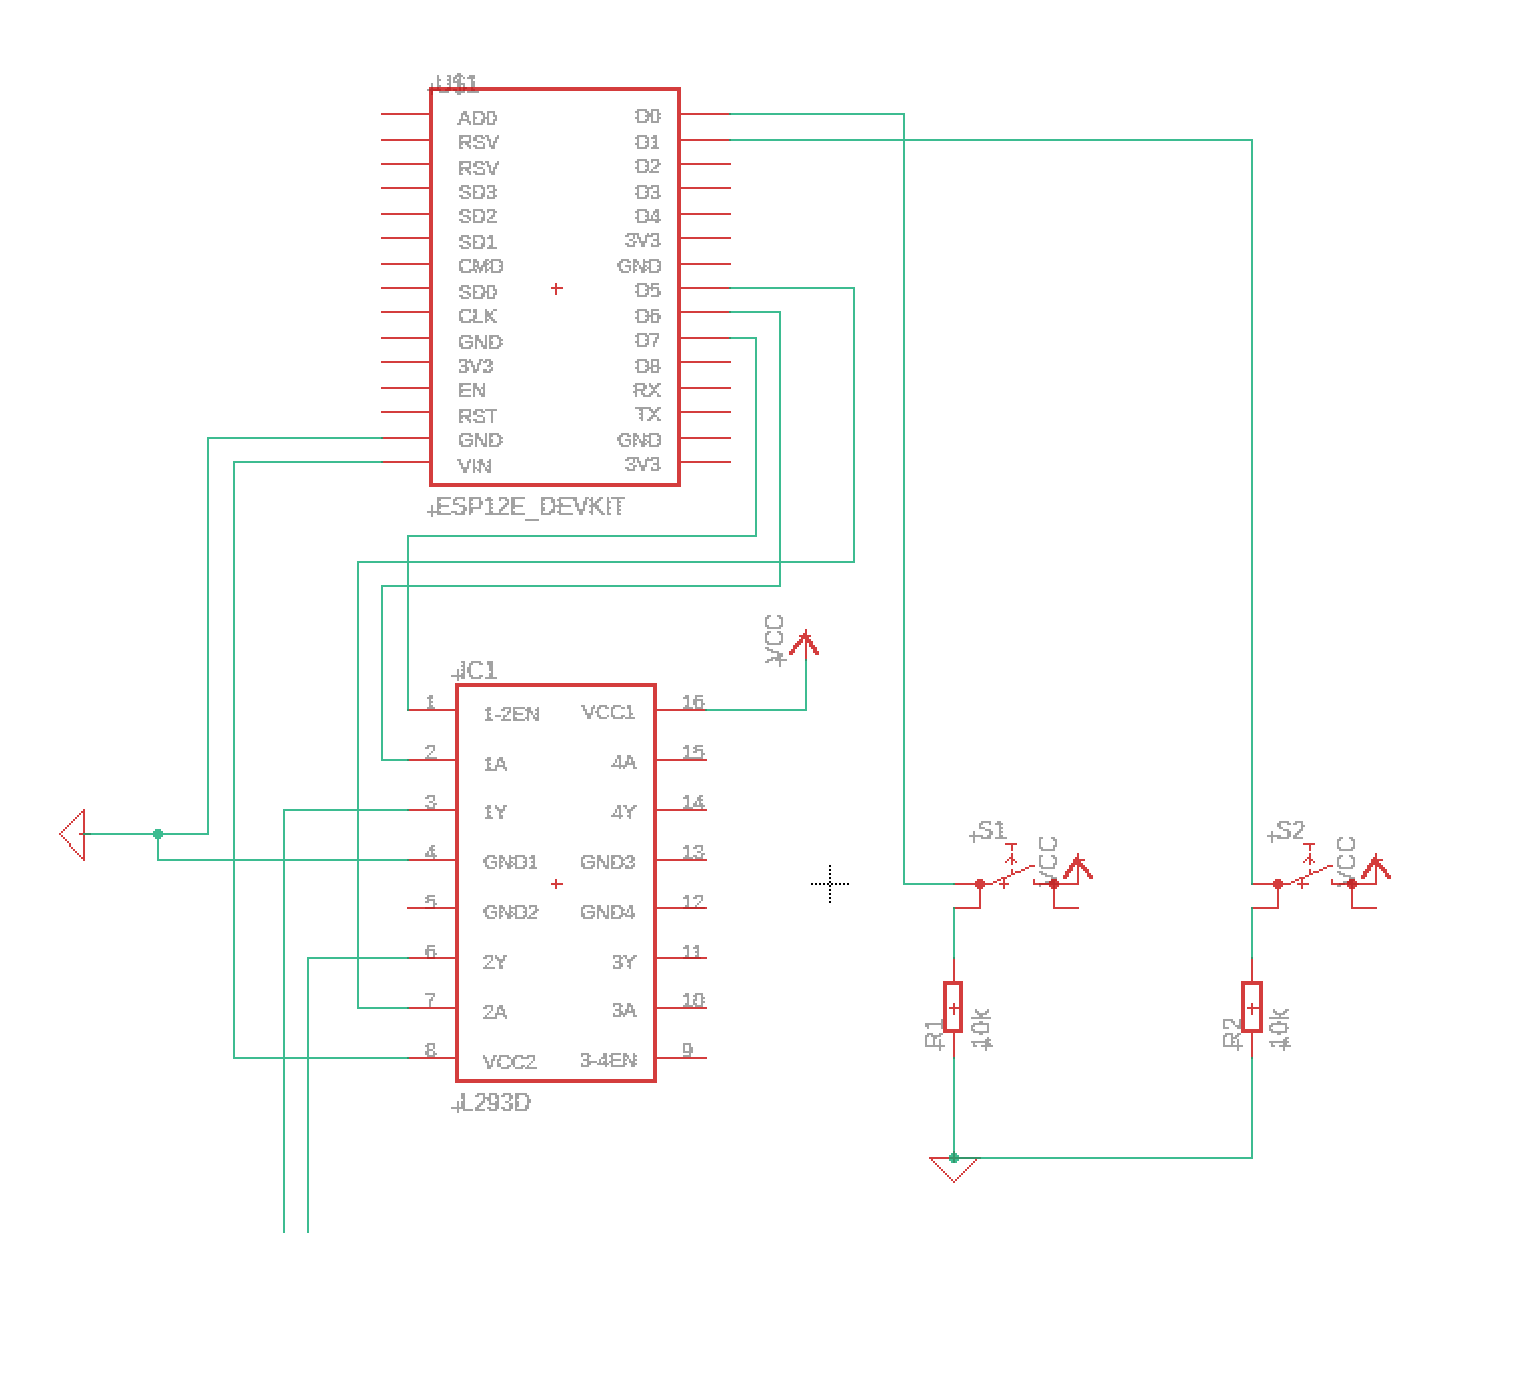 U$1
AD0 D0
RSV D1
RSV D2
SD3 D3
SD2 D4
SD1 3V3
CMD GND
SD0 D5
CLK D6
GND D7
3V3 D8
EN RX
RST TX
GND GND
VIN 3V3
ESP12E_DEVKIT
VCC
IC1
1 1-2EN VCC1 16
2 1A 4A 15
3 1Y 4Y 14
4 GND1 GND3 13
5 GND2 GND4 12
6 2Y 3Y 11
7 2A 3A 10
8 VCC2 3-4EN 9
L293D
S1
VCC
S2
VCC
R1
10k
R2
10k